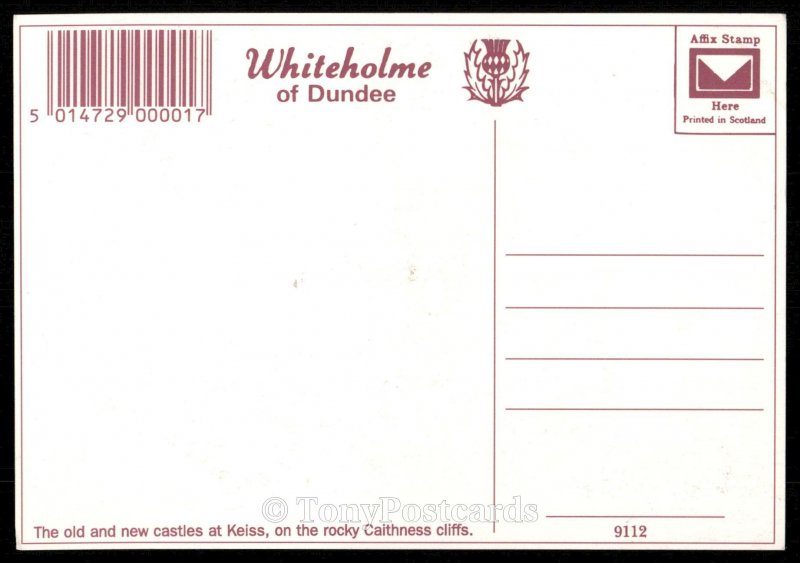 5 014729 000017
Whiteholme
of Dundee
Affix Stamp
Here
Printed in Scotland
© TonyPostcards
The old and new castles at Keiss, on the rocky Caithness cliffs.
9112